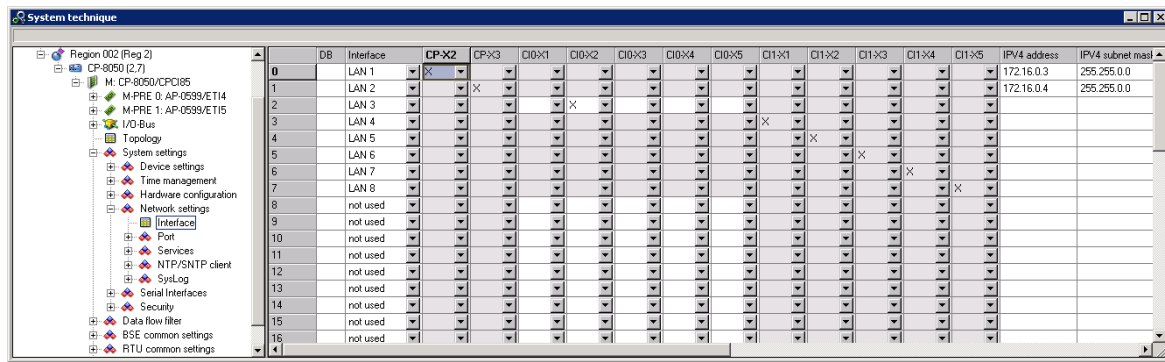 System technique
Region 002 (Reg 2)
CP-8050 (2,7)
M: CP-8050/CPCI85
M-PRE 0: AP-0599/ETI4
M-PRE 1: AP-0599/ETI5
I/O-Bus
Topology
System settings
Device settings
Time management
Hardware configuration
Network settings
Interface
Port
Services
NTP/SNTP client
SysLog
Serial Interfaces
Security
Data flow filter
BSE common settings
RTU common settings
DB Interface CP-X2 CP-X3 CI0-X1 CI0-X2 CI0-X3 CI0-X4 CI0-X5 CI1-X1 CI1-X2 CI1-X3 CI1-X4 CI1-X5 IPV4 address IPV4 subnet mas
0 LAN 1 X 172.16.0.3 255.255.0.0
1 LAN 2 X 172.16.0.4 255.255.0.0
2 LAN 3 X
3 LAN 4 X
4 LAN 5 X
5 LAN 6 X
6 LAN 7 X
7 LAN 8 X
8 not used
9 not used
10 not used
11 not used
12 not used
13 not used
14 not used
15 not used
16 not used